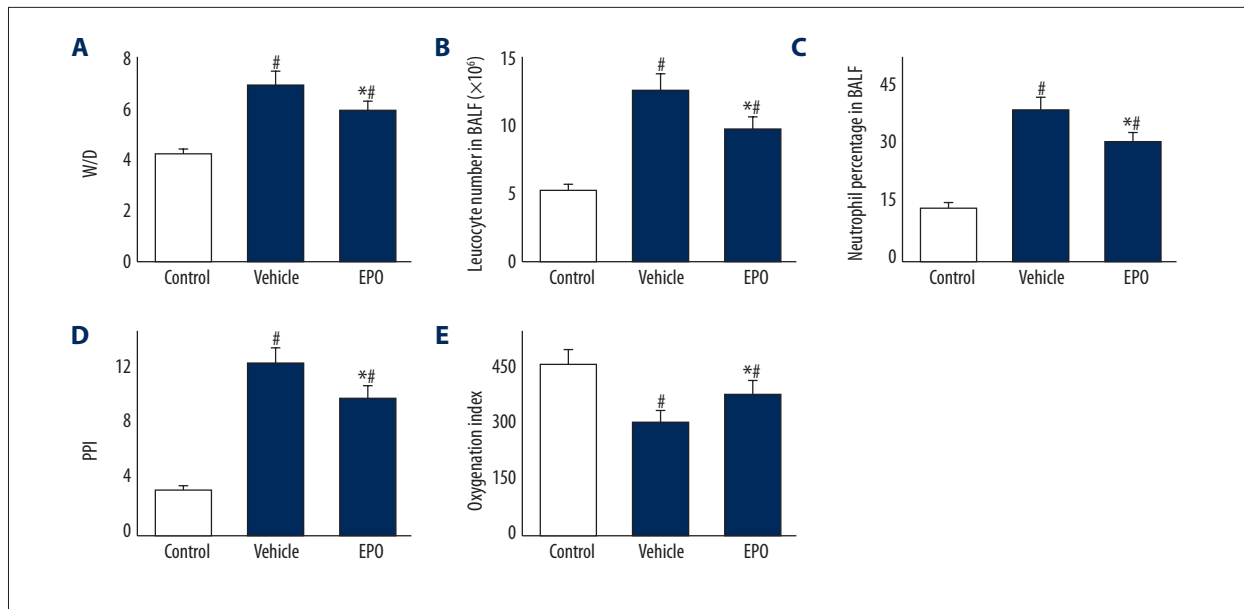 A
W/D
8
6
4
2
0
#
*#
Control Vehicle EPO
B
Leucocyte number in BALF (×10⁶)
15
10
5
0
#
*#
Control Vehicle EPO
C
Neutrophil percentage in BALF
45
30
15
0
#
*#
Control Vehicle EPO
D
PPI
12
8
4
0
#
*#
Control Vehicle EPO
E
Oxygenation index
450
300
150
0
#
*#
Control Vehicle EPO